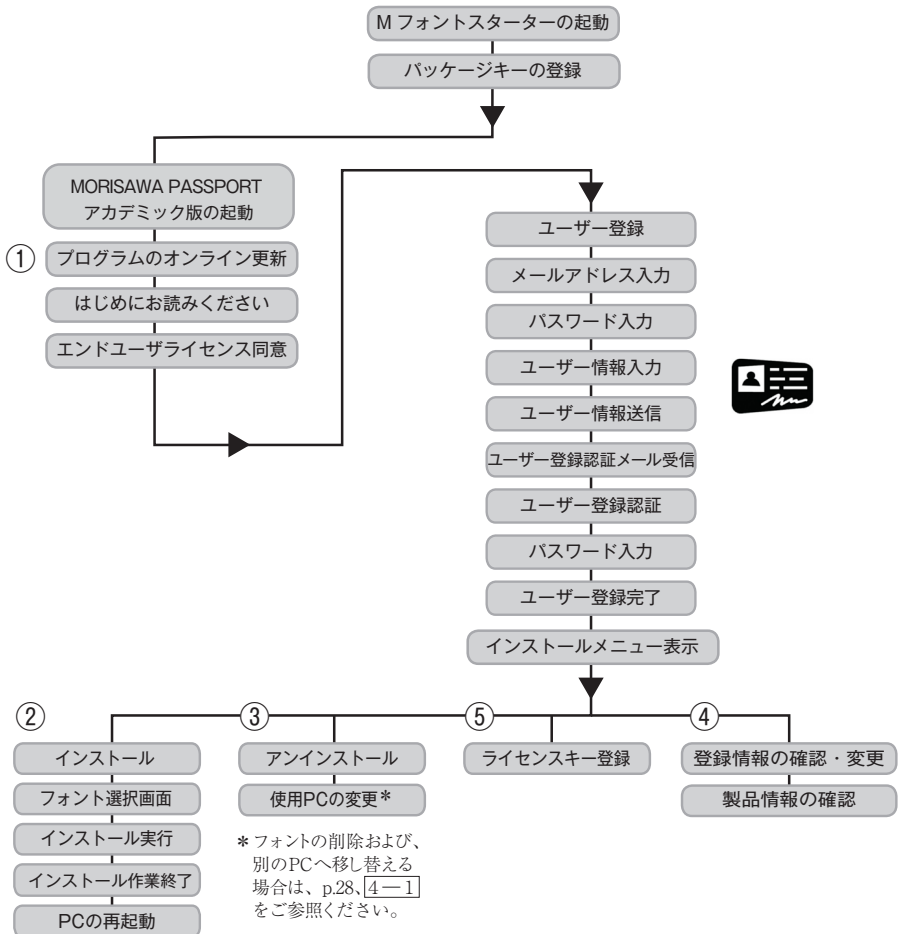 M フォントスターターの起動
パッケージキーの登録
MORISAWA PASSPORT
アカデミック版の起動
①
プログラムのオンライン更新
はじめにお読みください
エンドユーザライセンス同意
ユーザー登録
メールアドレス入力
パスワード入力
ユーザー情報入力
ユーザー情報送信
ユーザー登録認証メール受信
ユーザー登録認証
パスワード入力
ユーザー登録完了
インストールメニュー表示
②
インストール
フォント選択画面
インストール実行
インストール作業終了
PCの再起動
③
アンインストール
使用PCの変更*
*フォントの削除および、
別のPCへ移し替える
場合は、p.28、4—1
をご参照ください。
⑤
ライセンスキー登録
④
登録情報の確認・変更
製品情報の確認